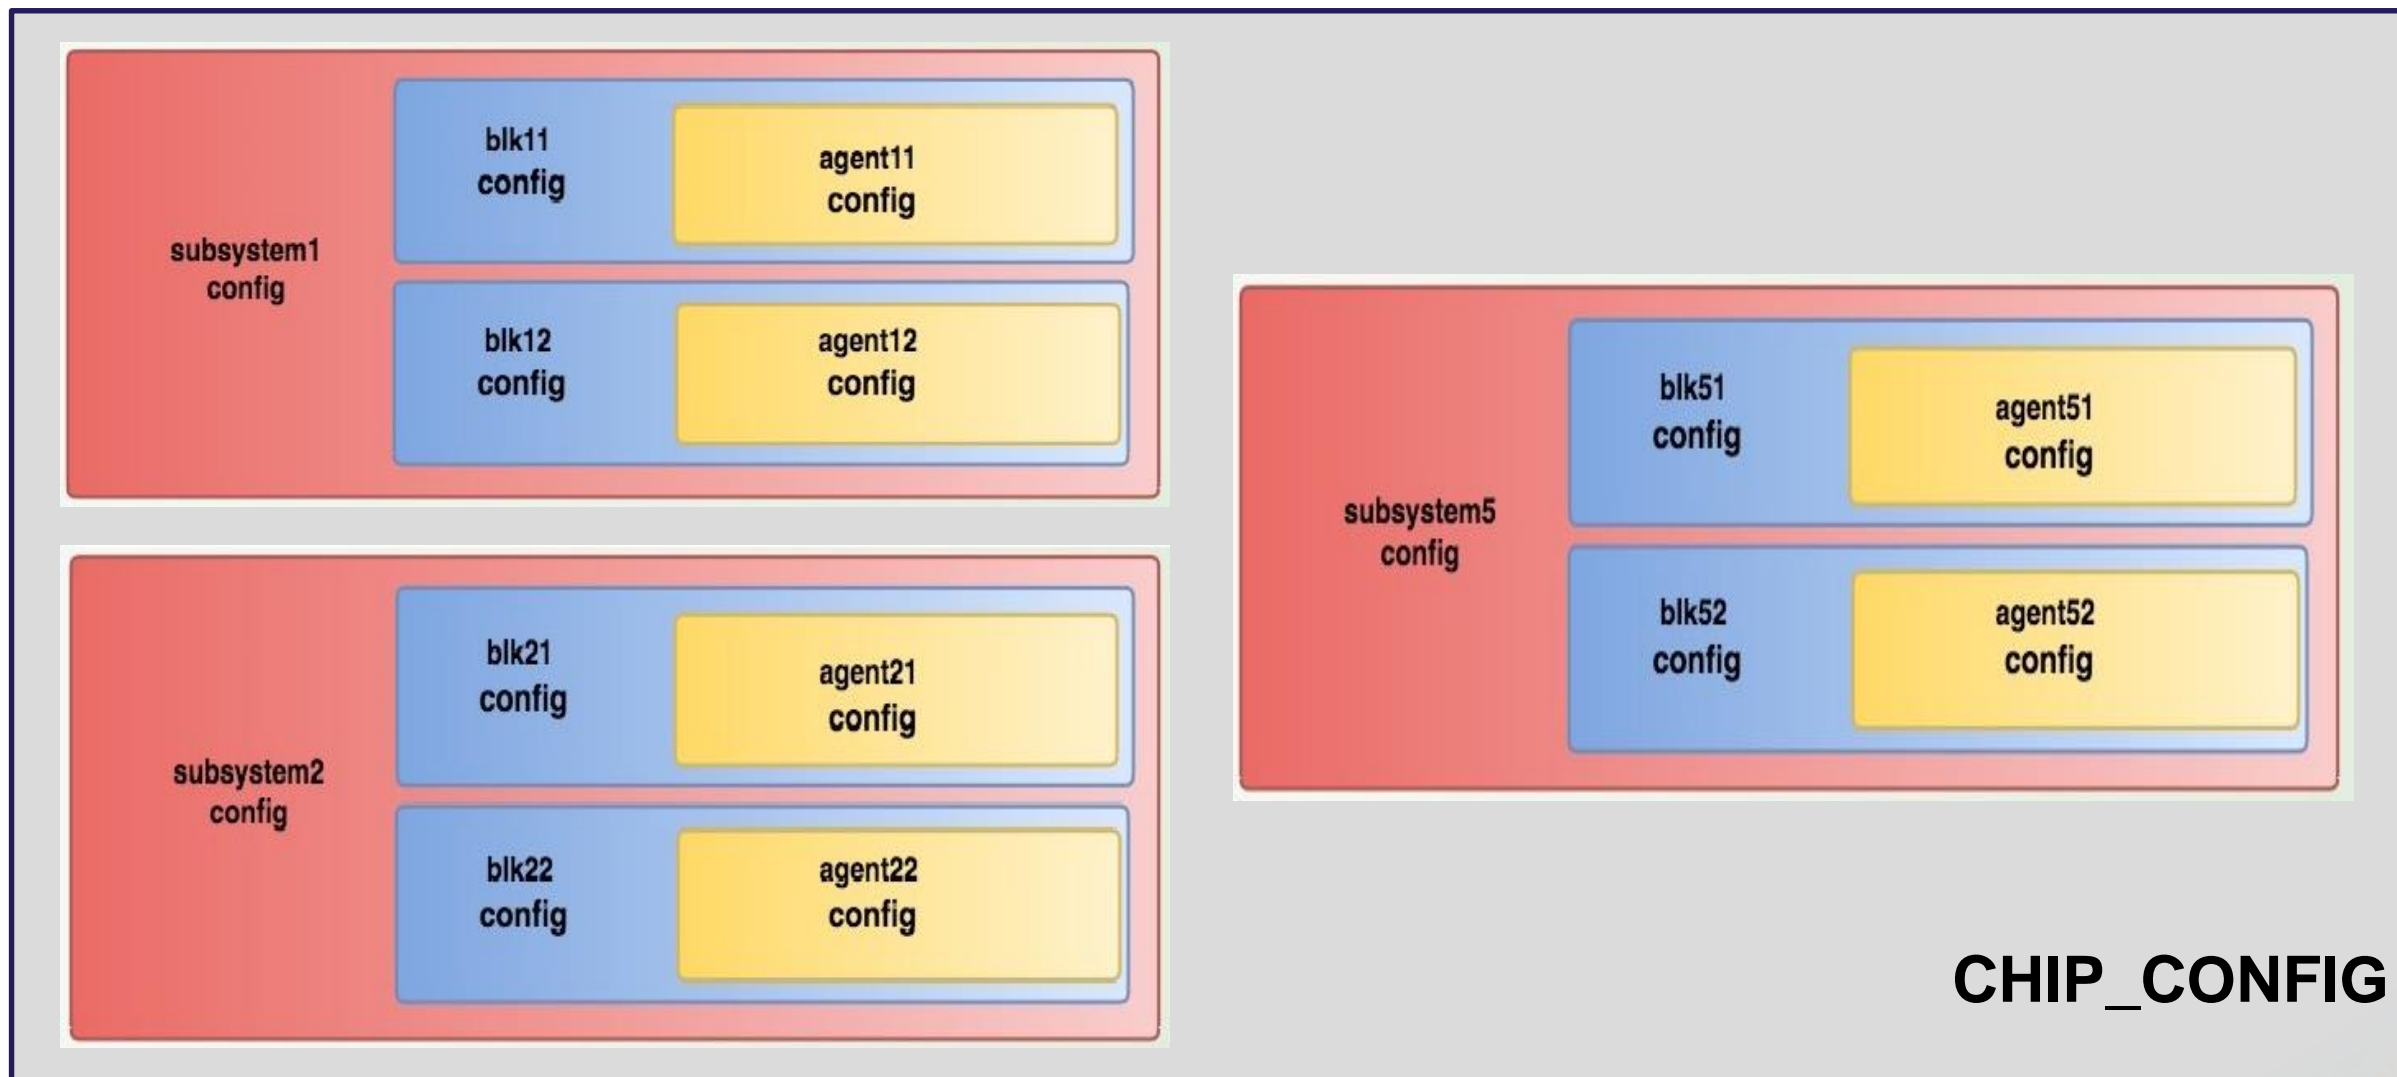 subsystem1
config
blk11
config
agent11
config
blk12
config
agent12
config
subsystem2
config
blk21
config
agent21
config
blk22
config
agent22
config
subsystem5
config
blk51
config
agent51
config
blk52
config
agent52
config
CHIP_CONFIG